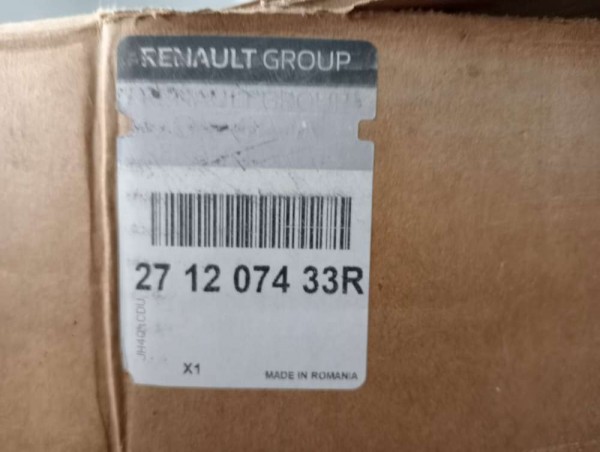 RENAULT GROUP
27 12 074 33R
X1
MADE IN ROMANIA